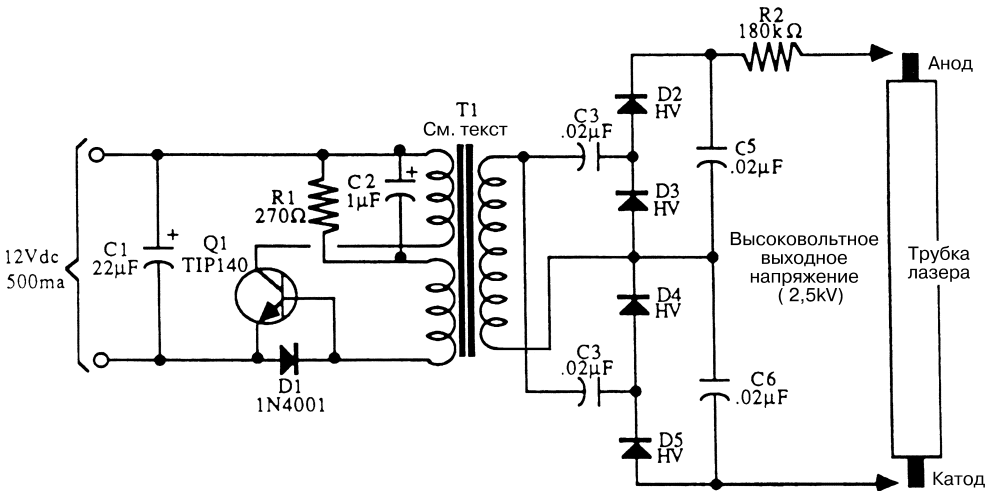 R2
180kΩ
Анод
D2
HV
T1
См. текст
C3
.02µF
C5
.02µF
D3
HV
R1
270Ω
C2
1µF
+
+
12Vdc
500ma
C1
22µF
Q1
TIP140
Высоковольтное
выходное
напряжение
( 2,5kV)
Трубка
лазера
D4
HV
C3
.02µF
C6
.02µF
D1
1N4001
D5
HV
Катод